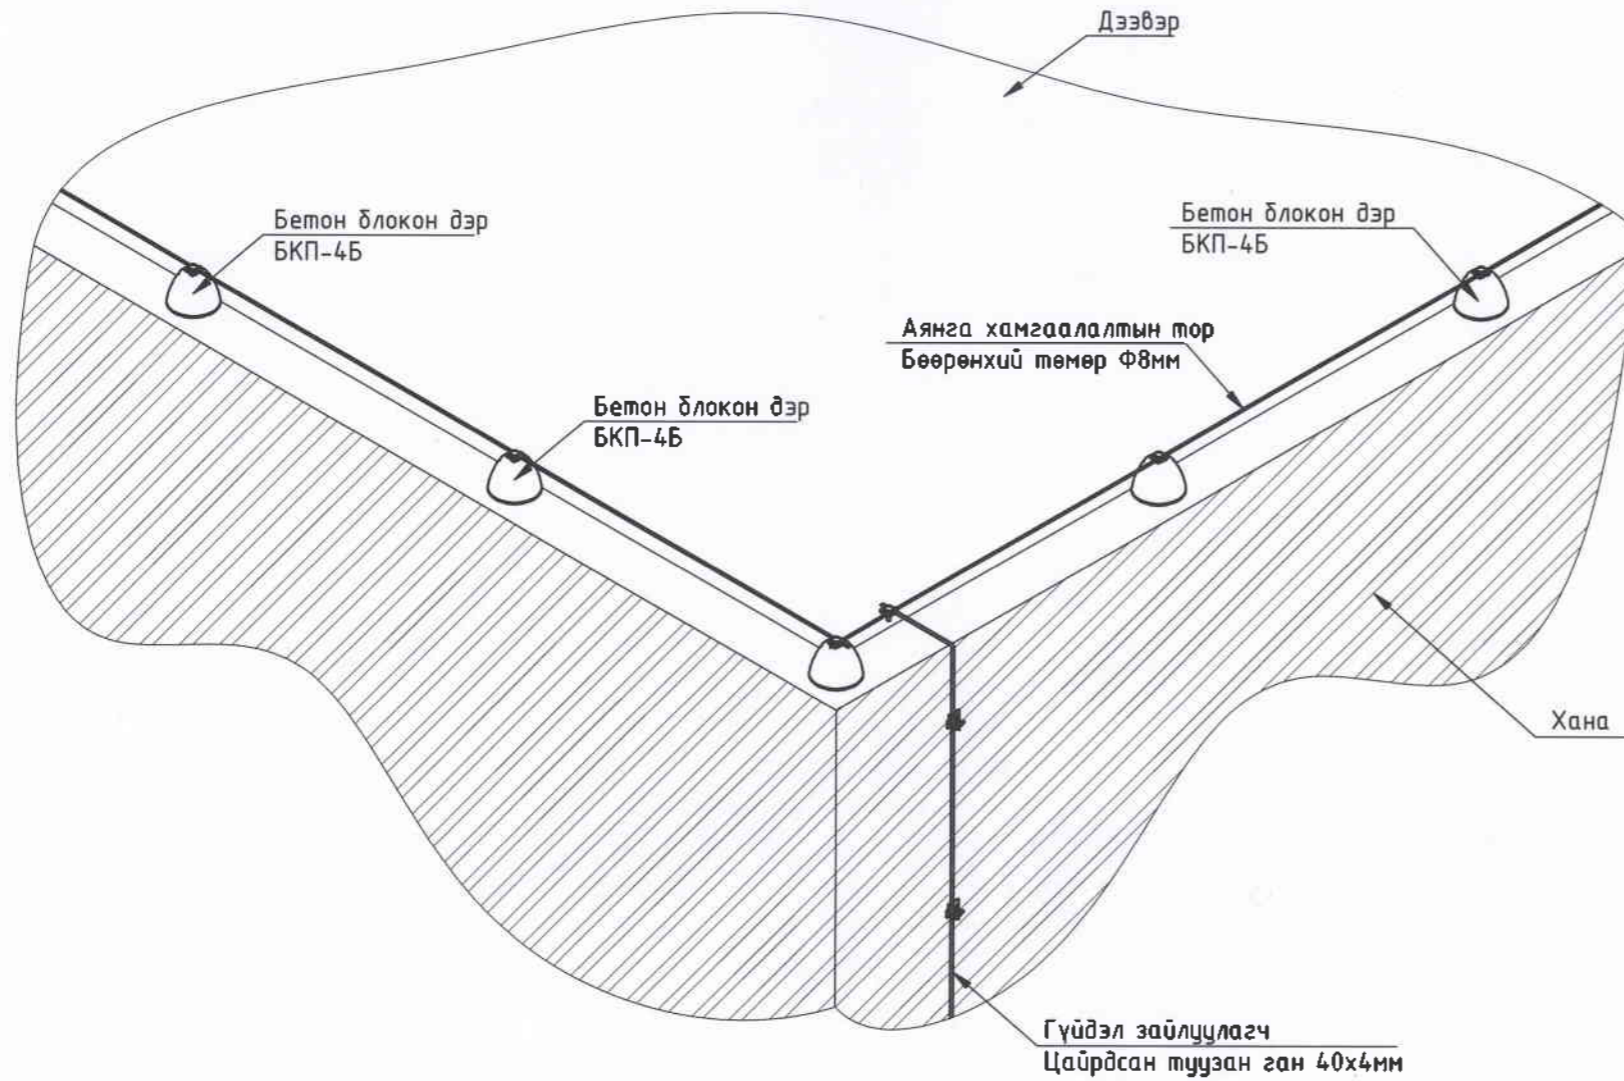 Дээвэр
Бетон блокон дэр
БКП-4Б
Бетон блокон дэр
БКП-4Б
Аянга хамгаалалтын тор
Бөөрөнхий төмөр Ф8мм
Бетон блокон дэр
БКП-4Б
Хана
Гүйдэл зайлуулагч
Цайрдсан туузан ган 40x4мм